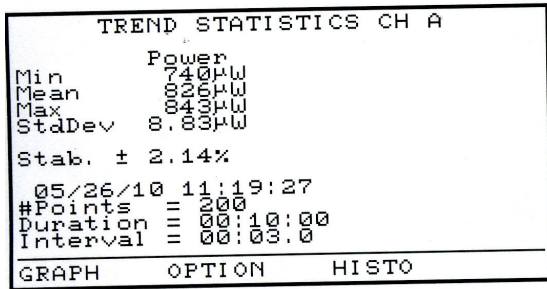 TREND STATISTICS CH A
Power
Min 740µW
Mean 826µW
Max 843µW
StdDev 8.83µW
Stab. ± 2.14%
05/26/10 11:19:27
#Points = 200
Duration = 00:10:00
Interval = 00:03.0
GRAPH OPTION HISTO